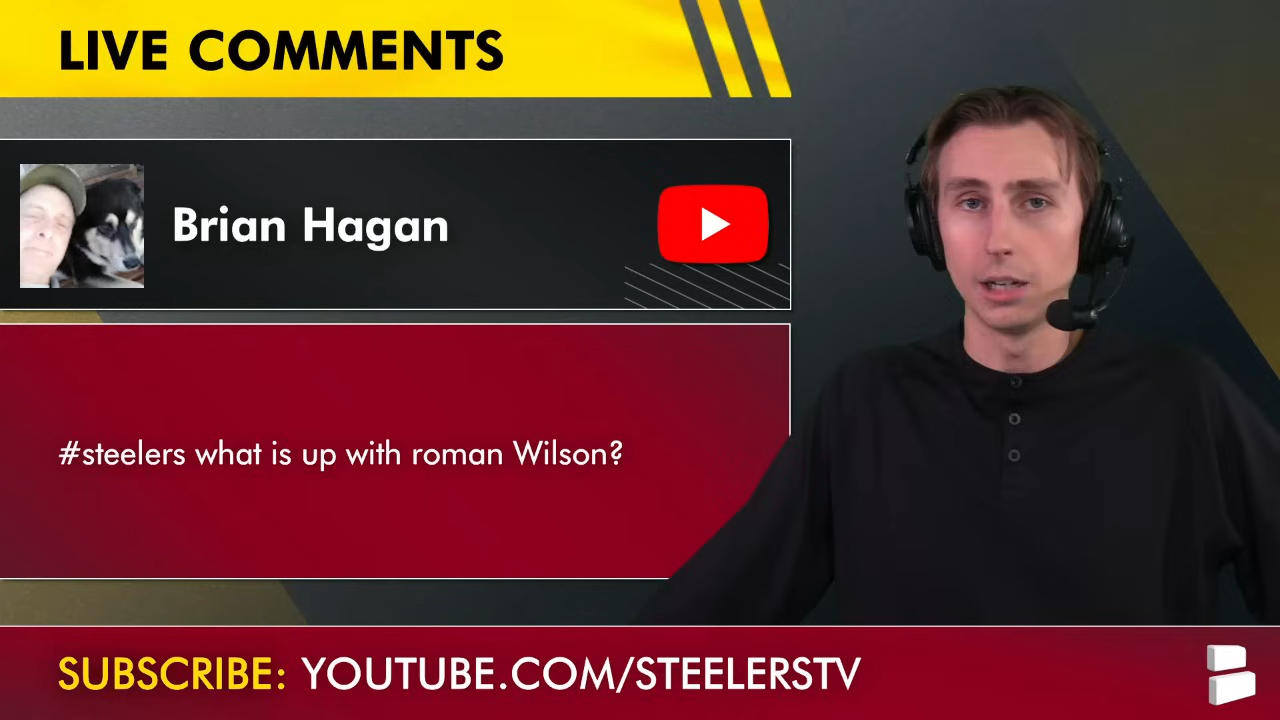 LIVE COMMENTS
Brian Hagan
#steelers what is up with roman Wilson?
SUBSCRIBE: YOUTUBE.COM/STEELERSTV